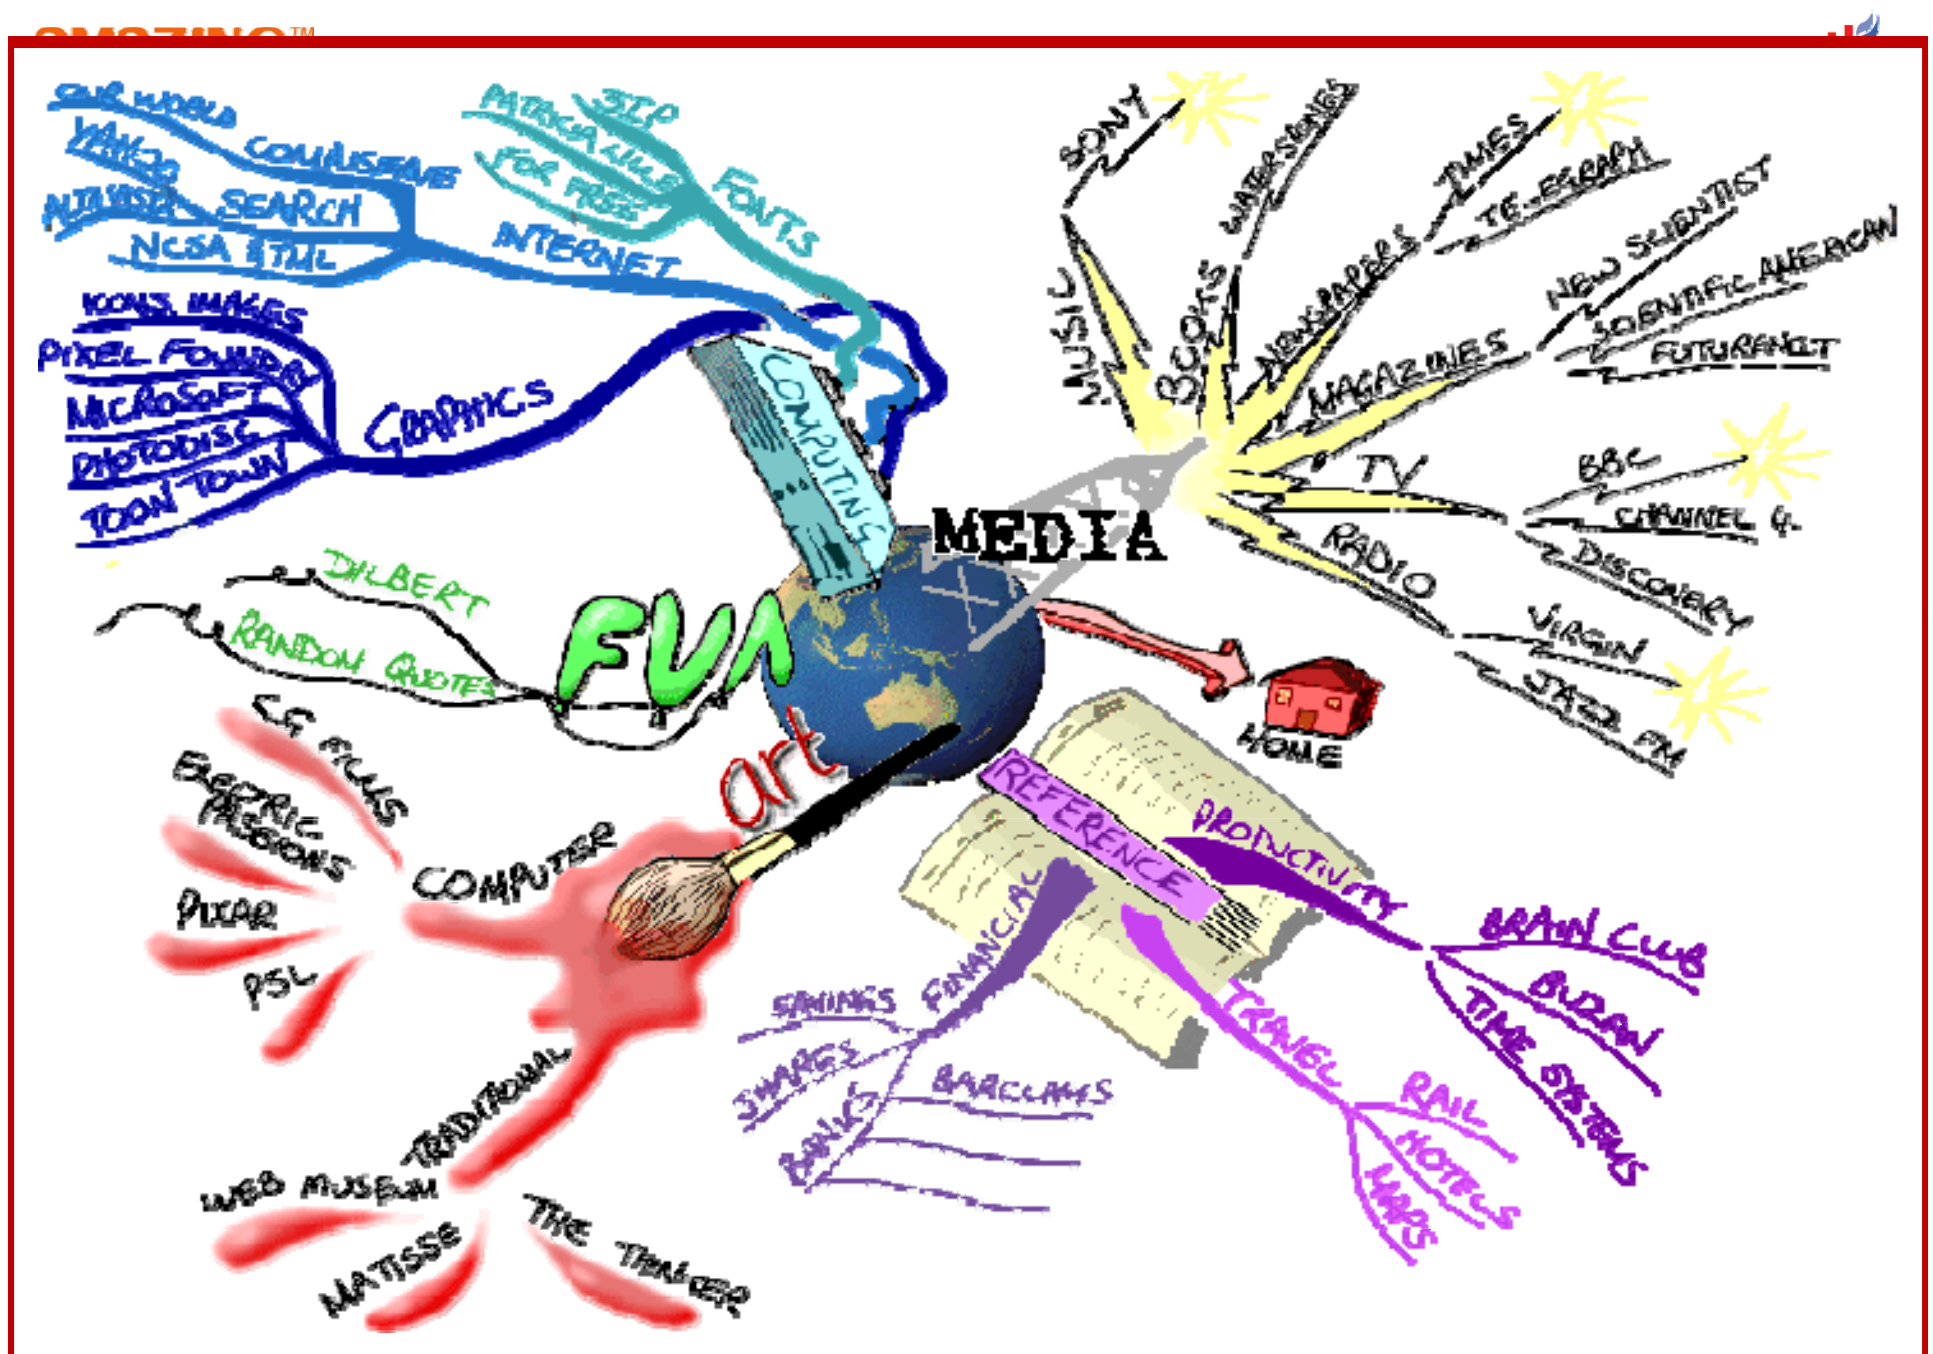 OUR WORLD
COMPUSERVE
YAHOO
ALTAVISTA
SEARCH
NCSA HTML
INTERNET
PATRICIA LILLIE
FOR PRESS
FONTS
ICONS IMAGES
PIXEL FOUNDRY
MICROSOFT
PHOTODISC
TOON TOWN
GRAPHICS
COMPUTING
SONY
MUSIC
WATERSTONES
BOOKS
TIMES
TELEGRAPH
NEWSPAPERS
NEW SCIENTIST
SCIENTIFIC AMERICAN
FUTURENET
MAGAZINES
TV
BBC
CHANNEL 4.
DISCOVERY
RADIO
VIRGIN
JAZZ FM
MEDIA
HOME
DILBERT
RANDOM QUOTES
FUN
art
COMPUTER
ELECTRIC
PASSIONS
PIXAR
PSL
TRADITIONAL
WEB MUSEUM
MATISSE
THE THINKER
REFERENCE
PRODUCTIVITY
BRAIN CLUB
BUZAN
TIME SYSTEMS
TRAVEL
RAIL
HOTELS
MAPS
FINANCIAL
SAVINGS
SHARES
BANKS
BARCLAYS